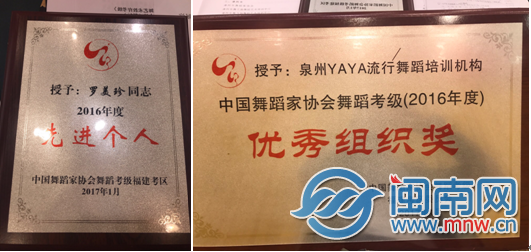 授予：罗美珍同志
2016年度
先进个人
中国舞蹈家协会舞蹈考级福建考区
2017年1月
授予：泉州YAYA流行舞蹈培训机构
中国舞蹈家协会舞蹈考级(2016年度)
优秀组织奖
闽南网
www.mnw.cn